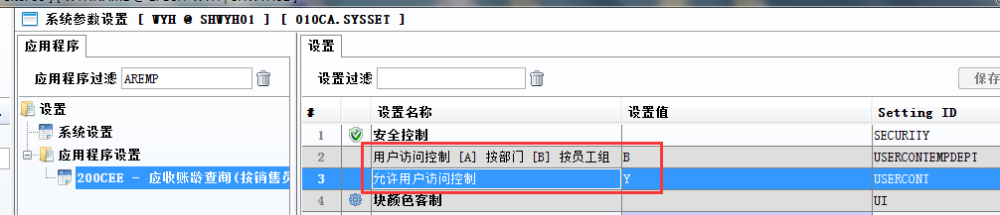 系统参数设置 [ WYH @ SHWYH01 ] [ 010CA.SYSSET ]
应用程序
应用程序过滤 AREMP
设置
系统设置
应用程序设置
200CEE - 应收账龄查询(按销售员
设置
设置过滤
保存
# 设置名称 设置值 Setting ID
1 安全控制 SECURITY
2 用户访问控制 [A] 按部门 [B] 按员工组 B USERCONTEMPDEPT
3 允许用户访问控制 Y USERCONT
4 块颜色客制 UI